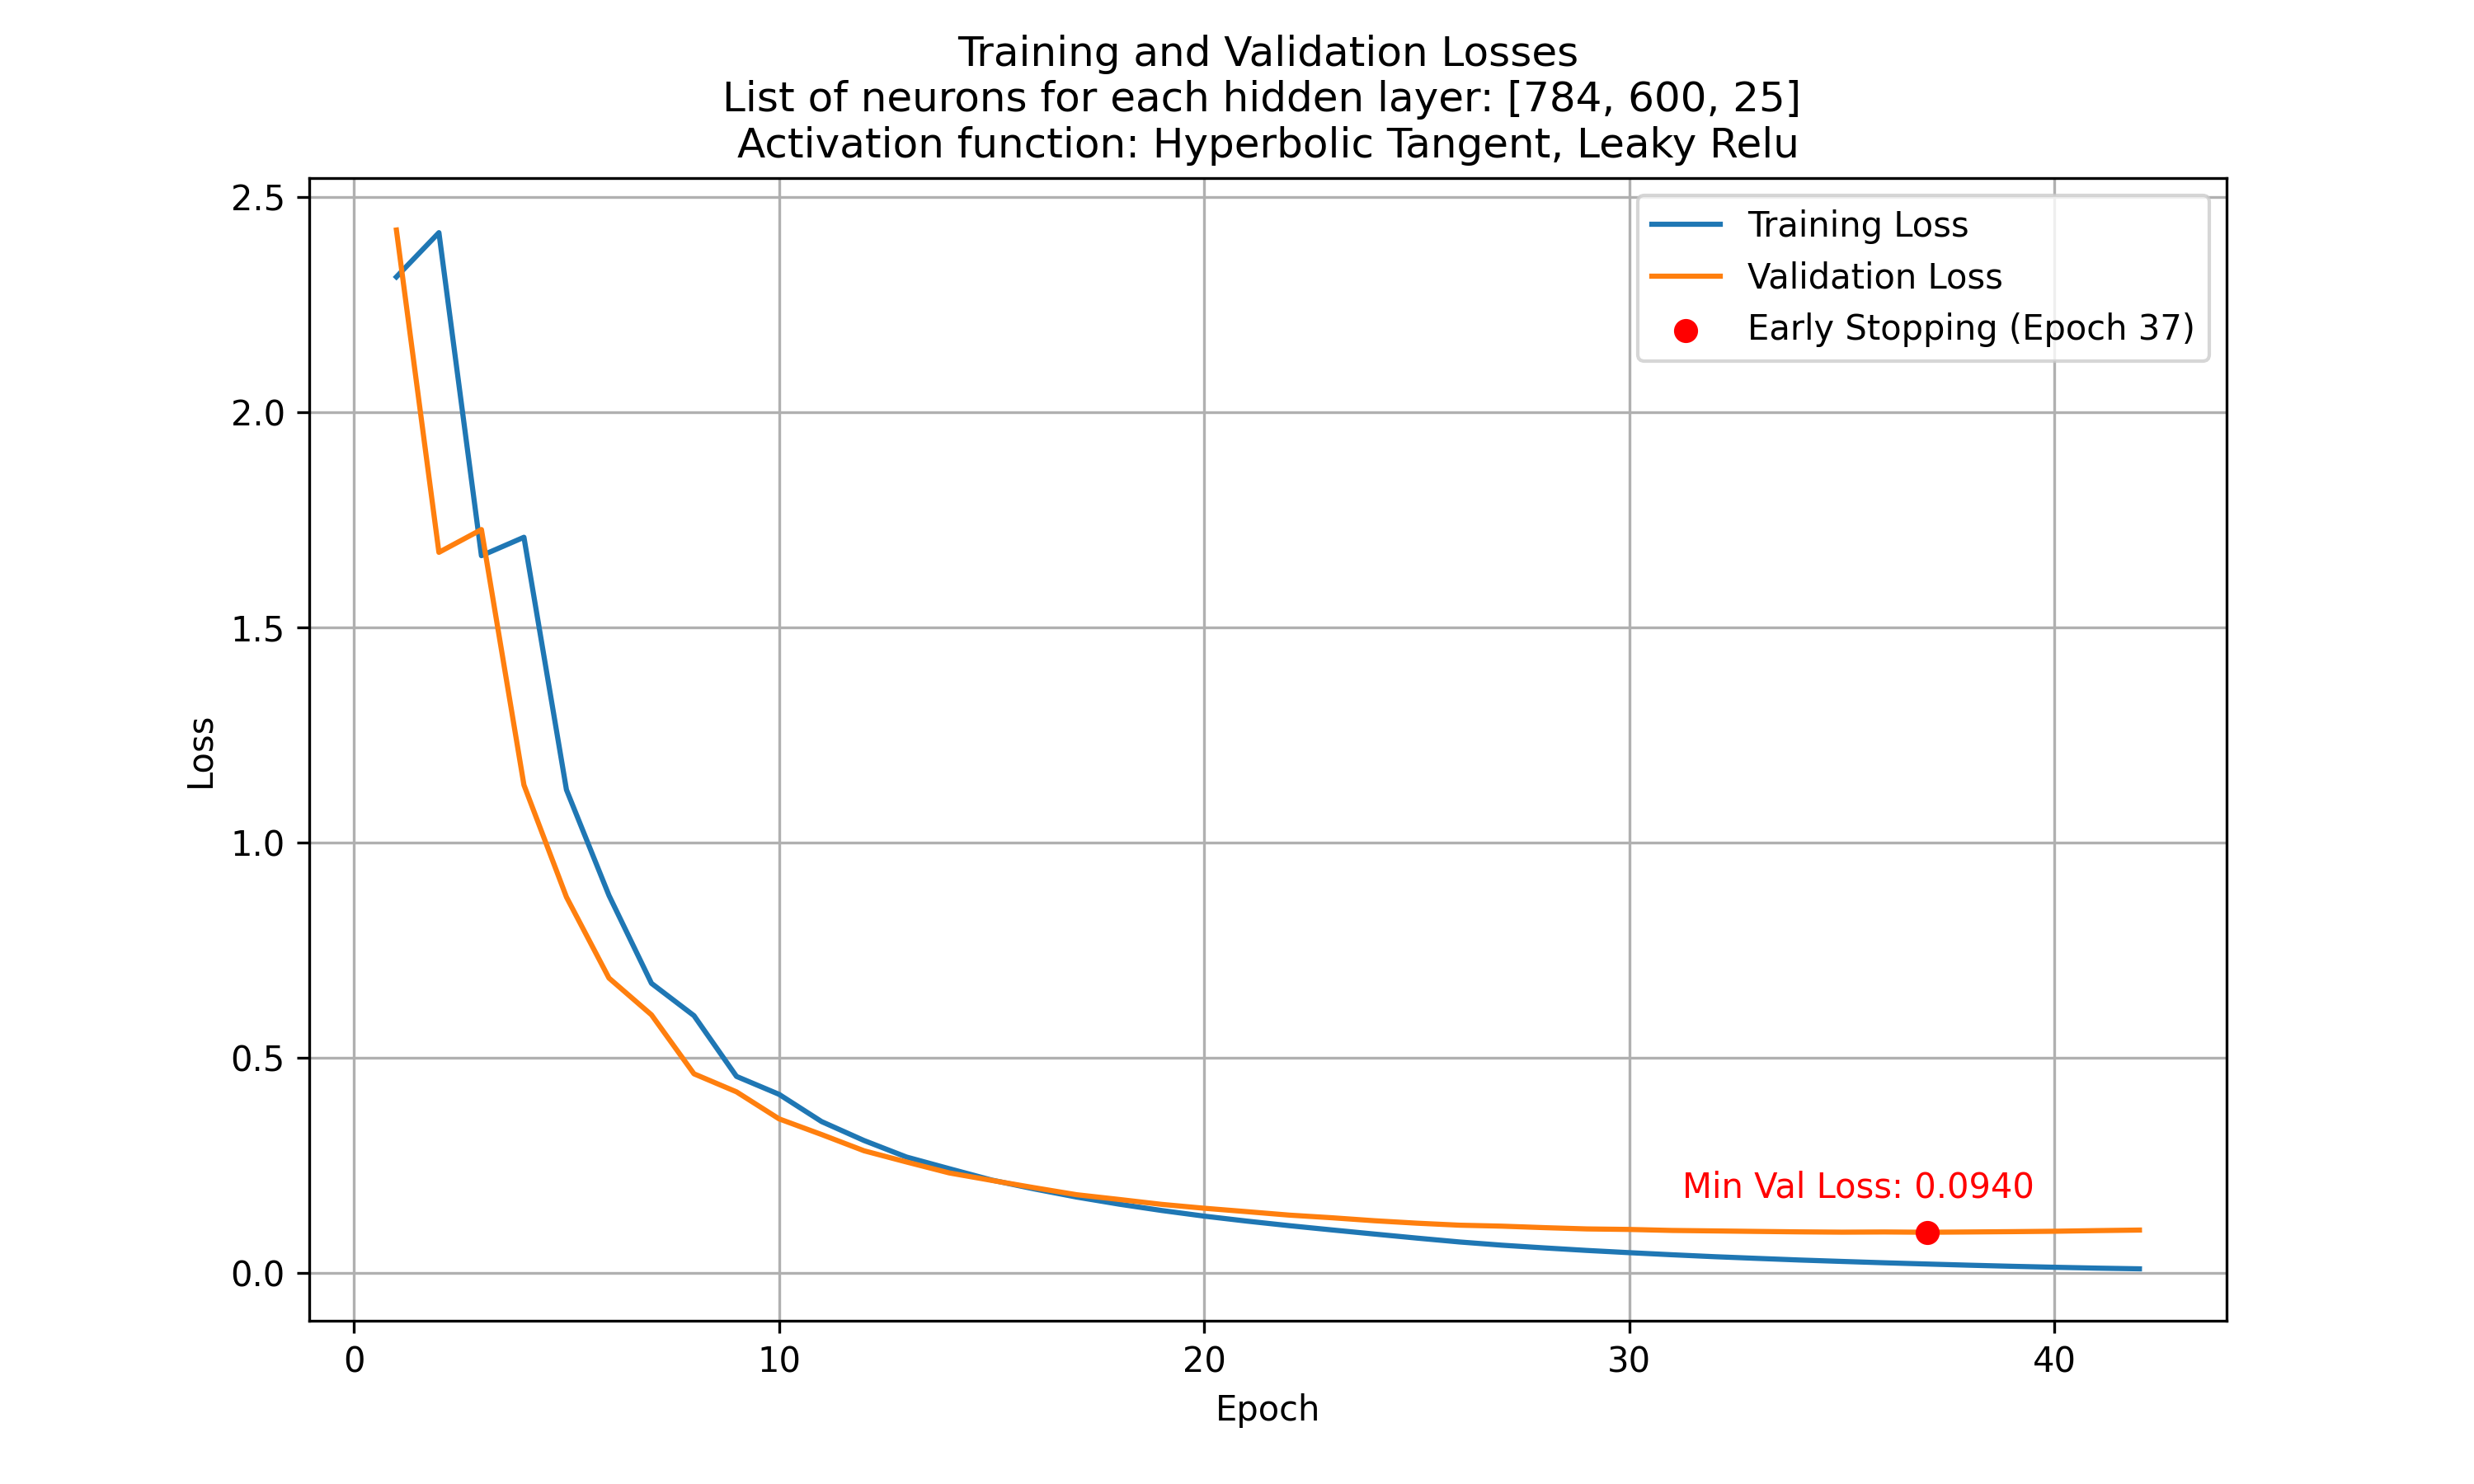 Training and Validation Losses
List of neurons for each hidden layer: [784, 600, 25]
Activation function: Hyperbolic Tangent, Leaky Relu
2.5
2.0
1.5
1.0
0.5
0.0
Loss
Training Loss
Validation Loss
Early Stopping (Epoch 37)
Min Val Loss: 0.0940
0
10
20
30
40
Epoch